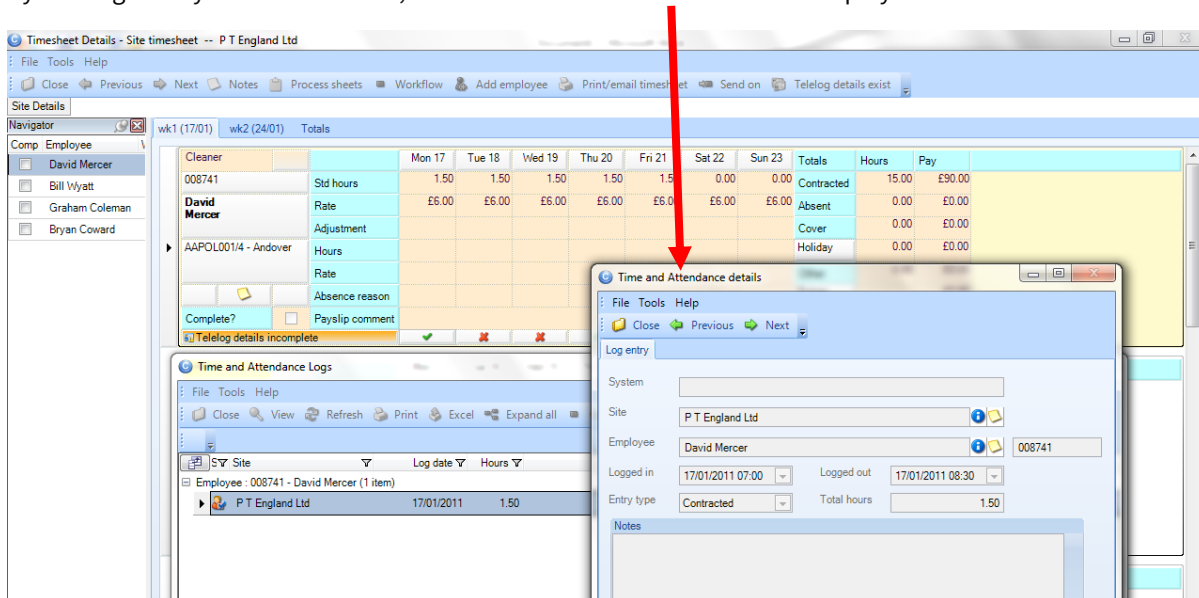 Timesheet Details - Site timesheet -- P T England Ltd
File Tools Help
Close Previous Next Notes Process sheets Workflow Add employee Print/email timesheet Send on Telelog details exist
Site Details
Navigator
wk1 (17/01) wk2 (24/01) Totals
Comp Employee
David Mercer
Bill Wyatt
Graham Coleman
Bryan Coward
Cleaner Mon 17 Tue 18 Wed 19 Thu 20 Fri 21 Sat 22 Sun 23 Totals Hours Pay
008741 Std hours 1.50 1.50 1.50 1.50 1.5 0.00 0.00 Contracted 15.00 £90.00
David Mercer Rate £6.00 £6.00 £6.00 £6.00 £6.0 £6.00 £6.00 Absent 0.00 £0.00
Adjustment Cover 0.00 £0.00
AAPOL001/4 - Andover Hours Holiday 0.00 £0.00
Rate
Absence reason
Complete? Payslip comment
Telelog details incomplete
Time and Attendance Logs
File Tools Help
Close View Refresh Print Excel Expand all
S Site Log date Hours
Employee : 008741 - David Mercer (1 item)
P T England Ltd 17/01/2011 1.50
Time and Attendance details
File Tools Help
Close Previous Next
Log entry
System
Site P T England Ltd
Employee David Mercer 008741
Logged in 17/01/2011 07:00 Logged out 17/01/2011 08:30
Entry type Contracted Total hours 1.50
Notes